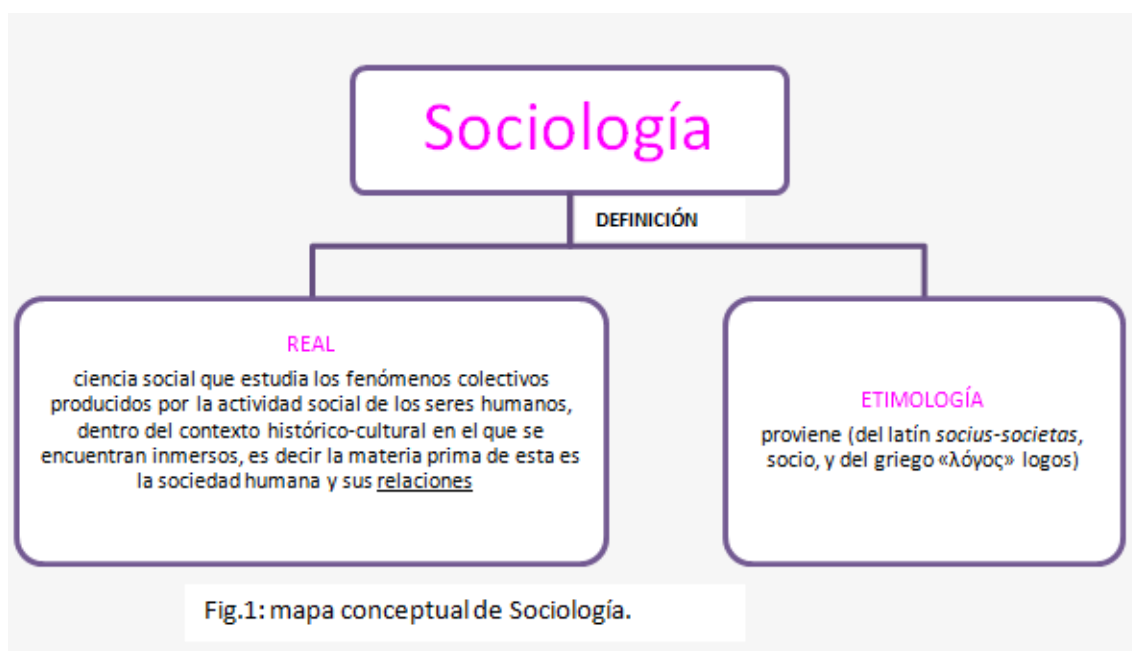 Sociología
DEFINICIÓN
REAL
ciencia social que estudia los fenómenos colectivos
producidos por la actividad social de los seres humanos,
dentro del contexto histórico-cultural en el que se
encuentran inmersos, es decir la materia prima de esta es
la sociedad humana y sus relaciones
ETIMOLOGÍA
proviene (del latín socius-societas,
socio, y del griego «λόγος» logos)
Fig.1: mapa conceptual de Sociología.